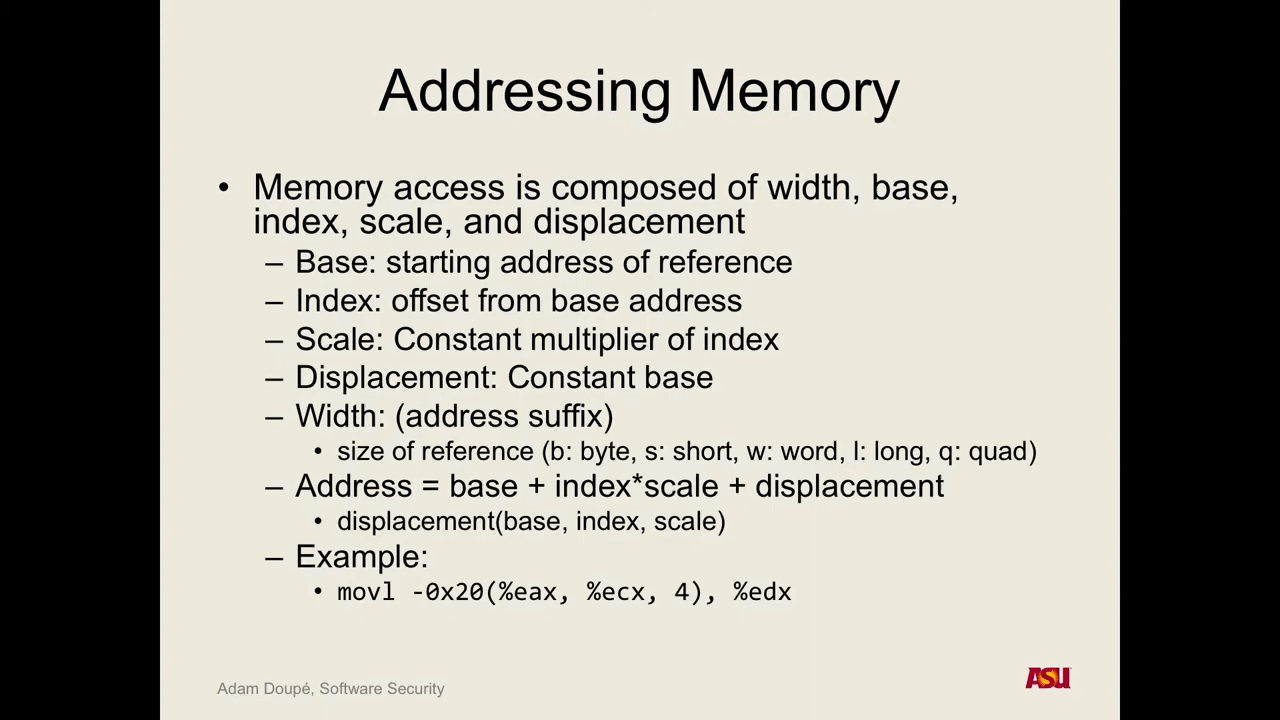 Addressing Memory
• Memory access is composed of width, base,
index, scale, and displacement
– Base: starting address of reference
– Index: offset from base address
– Scale: Constant multiplier of index
– Displacement: Constant base
– Width: (address suffix)
• size of reference (b: byte, s: short, w: word, l: long, q: quad)
– Address = base + index*scale + displacement
• displacement(base, index, scale)
– Example:
• movl -0x20(%eax, %ecx, 4), %edx
Adam Doupé, Software Security
ASU